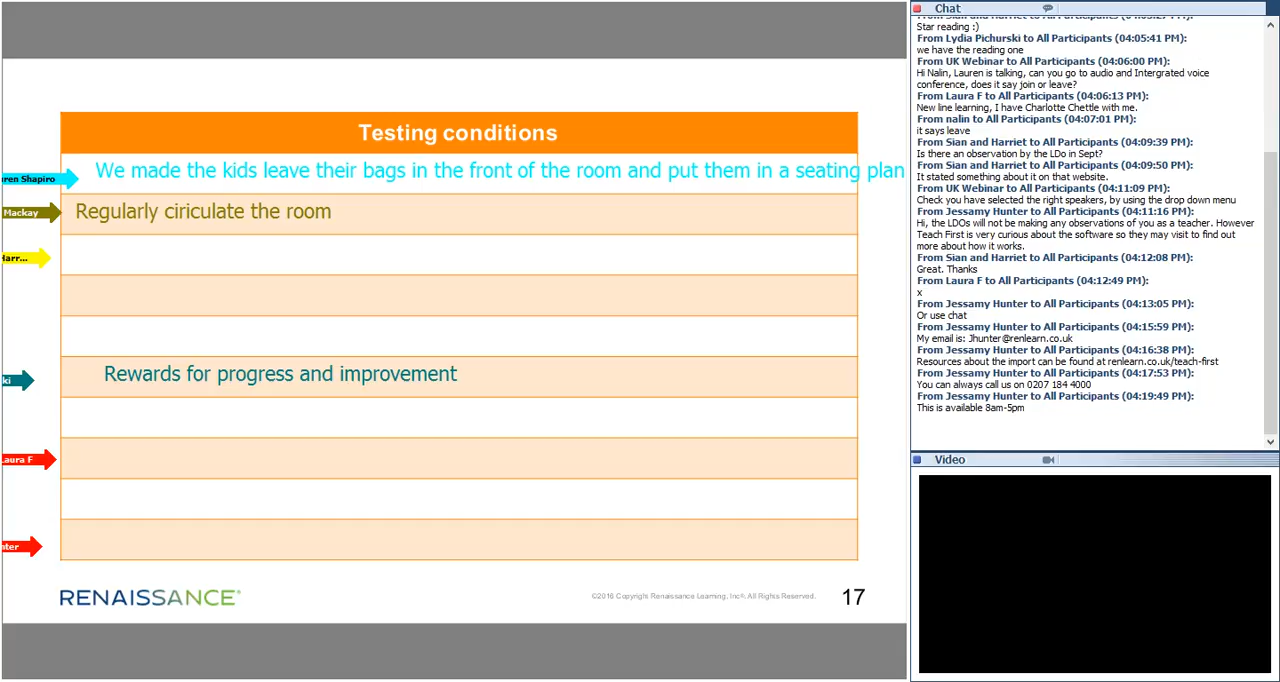 Testing conditions
We made the kids leave their bags in the front of the room and put them in a seating plan
ren Shapiro
Mackay
Regularly ciriculate the room
Harr...
ki
Rewards for progress and improvement
Laura F
nter
RENAISSANCE®
©2016 Copyright Renaissance Learning, Inc®. All Rights Reserved.
17
Chat
From Sian and Harriet to All Participants
Star reading :)
From Lydia Pichurski to All Participants (04:05:41 PM):
we have the reading one
From UK Webinar to All Participants (04:06:00 PM):
Hi Nalin, Lauren is talking, can you go to audio and Intergrated voice
conference, does it say join or leave?
From Laura F to All Participants (04:06:13 PM):
New line learning, I have Charlotte Chettle with me.
From nalin to All Participants (04:07:01 PM):
it says leave
From Sian and Harriet to All Participants (04:09:39 PM):
Is there an observation by the LDo in Sept?
From Sian and Harriet to All Participants (04:09:50 PM):
It stated something about it on that website.
From UK Webinar to All Participants (04:11:09 PM):
Check you have selected the right speakers, by using the drop down menu
From Jessamy Hunter to All Participants (04:11:16 PM):
Hi, the LDOs will not be making any observations of you as a teacher. However
Teach First is very curious about the software so they may visit to find out
more about how it works.
From Sian and Harriet to All Participants (04:12:08 PM):
Great. Thanks
From Laura F to All Participants (04:12:49 PM):
x
From Jessamy Hunter to All Participants (04:13:05 PM):
Or use chat
From Jessamy Hunter to All Participants (04:15:59 PM):
My email is: Jhunter@renlearn.co.uk
From Jessamy Hunter to All Participants (04:16:38 PM):
Resources about the import can be found at renlearn.co.uk/teach-first
From Jessamy Hunter to All Participants (04:17:53 PM):
You can always call us on 0207 184 4000
From Jessamy Hunter to All Participants (04:19:49 PM):
This is available 8am-5pm
Video